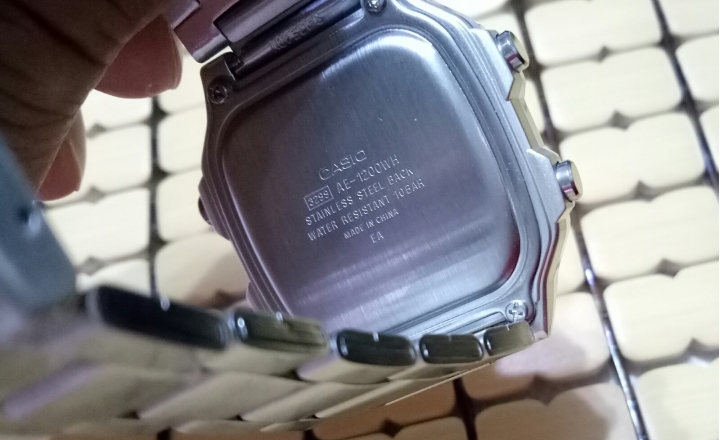 CASIO
3299 AE-1200WH
STAINLESS STEEL BACK
WATER RESISTANT 10BAR
MADE IN CHINA
EA